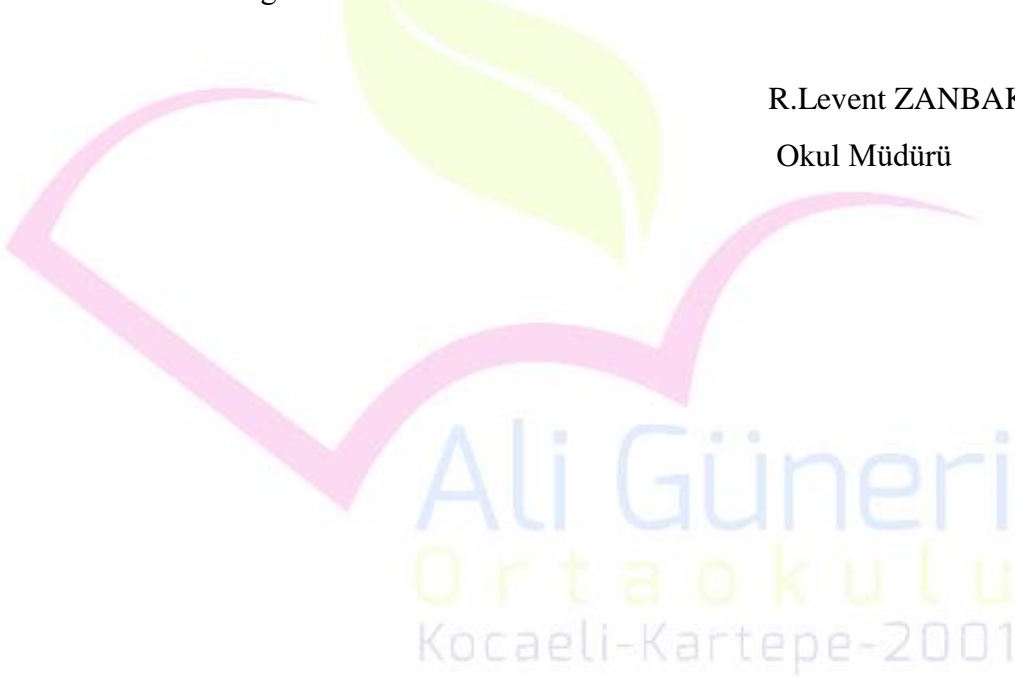 R.Levent ZANBAK
Okul Müdürü
Ali Güneri
Ortaokulu
Kocaeli-Kartepe-2001